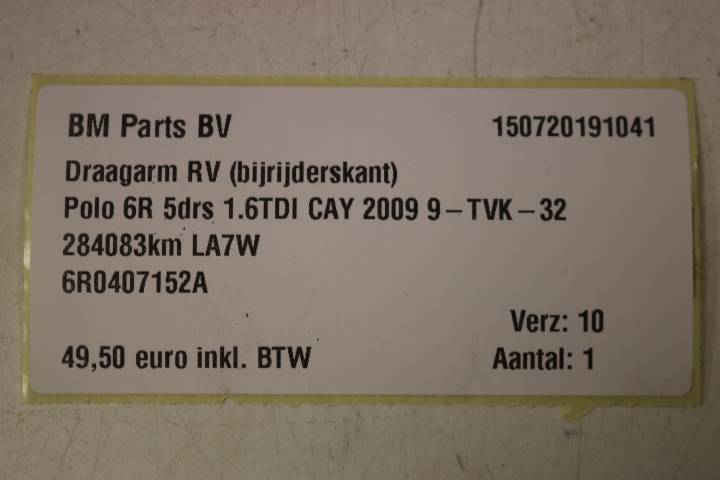 BM Parts BV 150720191041
Draagarm RV (bijrijderskant)
Polo 6R 5drs 1.6TDI CAY 2009 9-TVK-32
284083km LA7W
6R0407152A
Verz: 10
49,50 euro inkl. BTW Aantal: 1